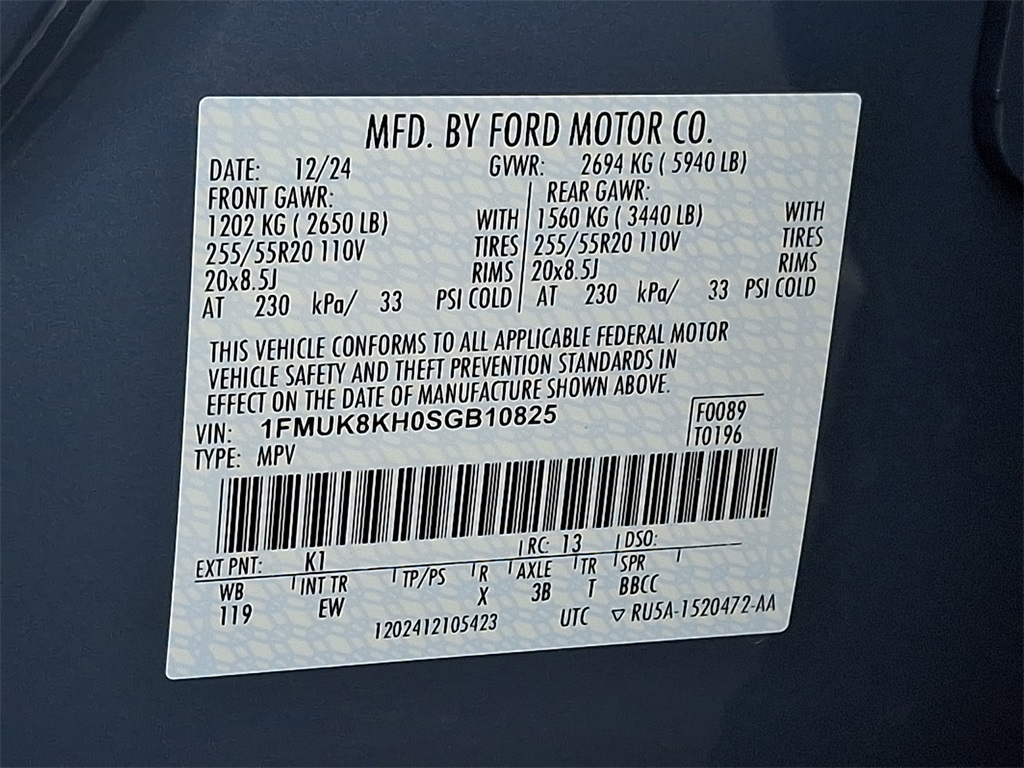 MFD. BY FORD MOTOR CO.
DATE: 12/24 GVWR: 2694 KG ( 5940 LB)
FRONT GAWR: REAR GAWR:
1202 KG ( 2650 LB) WITH 1560 KG ( 3440 LB) WITH
255/55R20 110V TIRES 255/55R20 110V TIRES
20x8.5J RIMS 20x8.5J RIMS
AT 230 kPa/ 33 PSI COLD AT 230 kPa/ 33 PSI COLD
THIS VEHICLE CONFORMS TO ALL APPLICABLE FEDERAL MOTOR
VEHICLE SAFETY AND THEFT PREVENTION STANDARDS IN
EFFECT ON THE DATE OF MANUFACTURE SHOWN ABOVE.
VIN: 1FMUK8KH0SGB10825 F0089
TYPE: MPV T0196
EXT PNT: K1 RC: 13 DSO:
WB INT TR TP/PS R AXLE TR SPR
119 EW X 3B T BBCC
1202412105423 UTC ▽ RU5A-1520472-AA